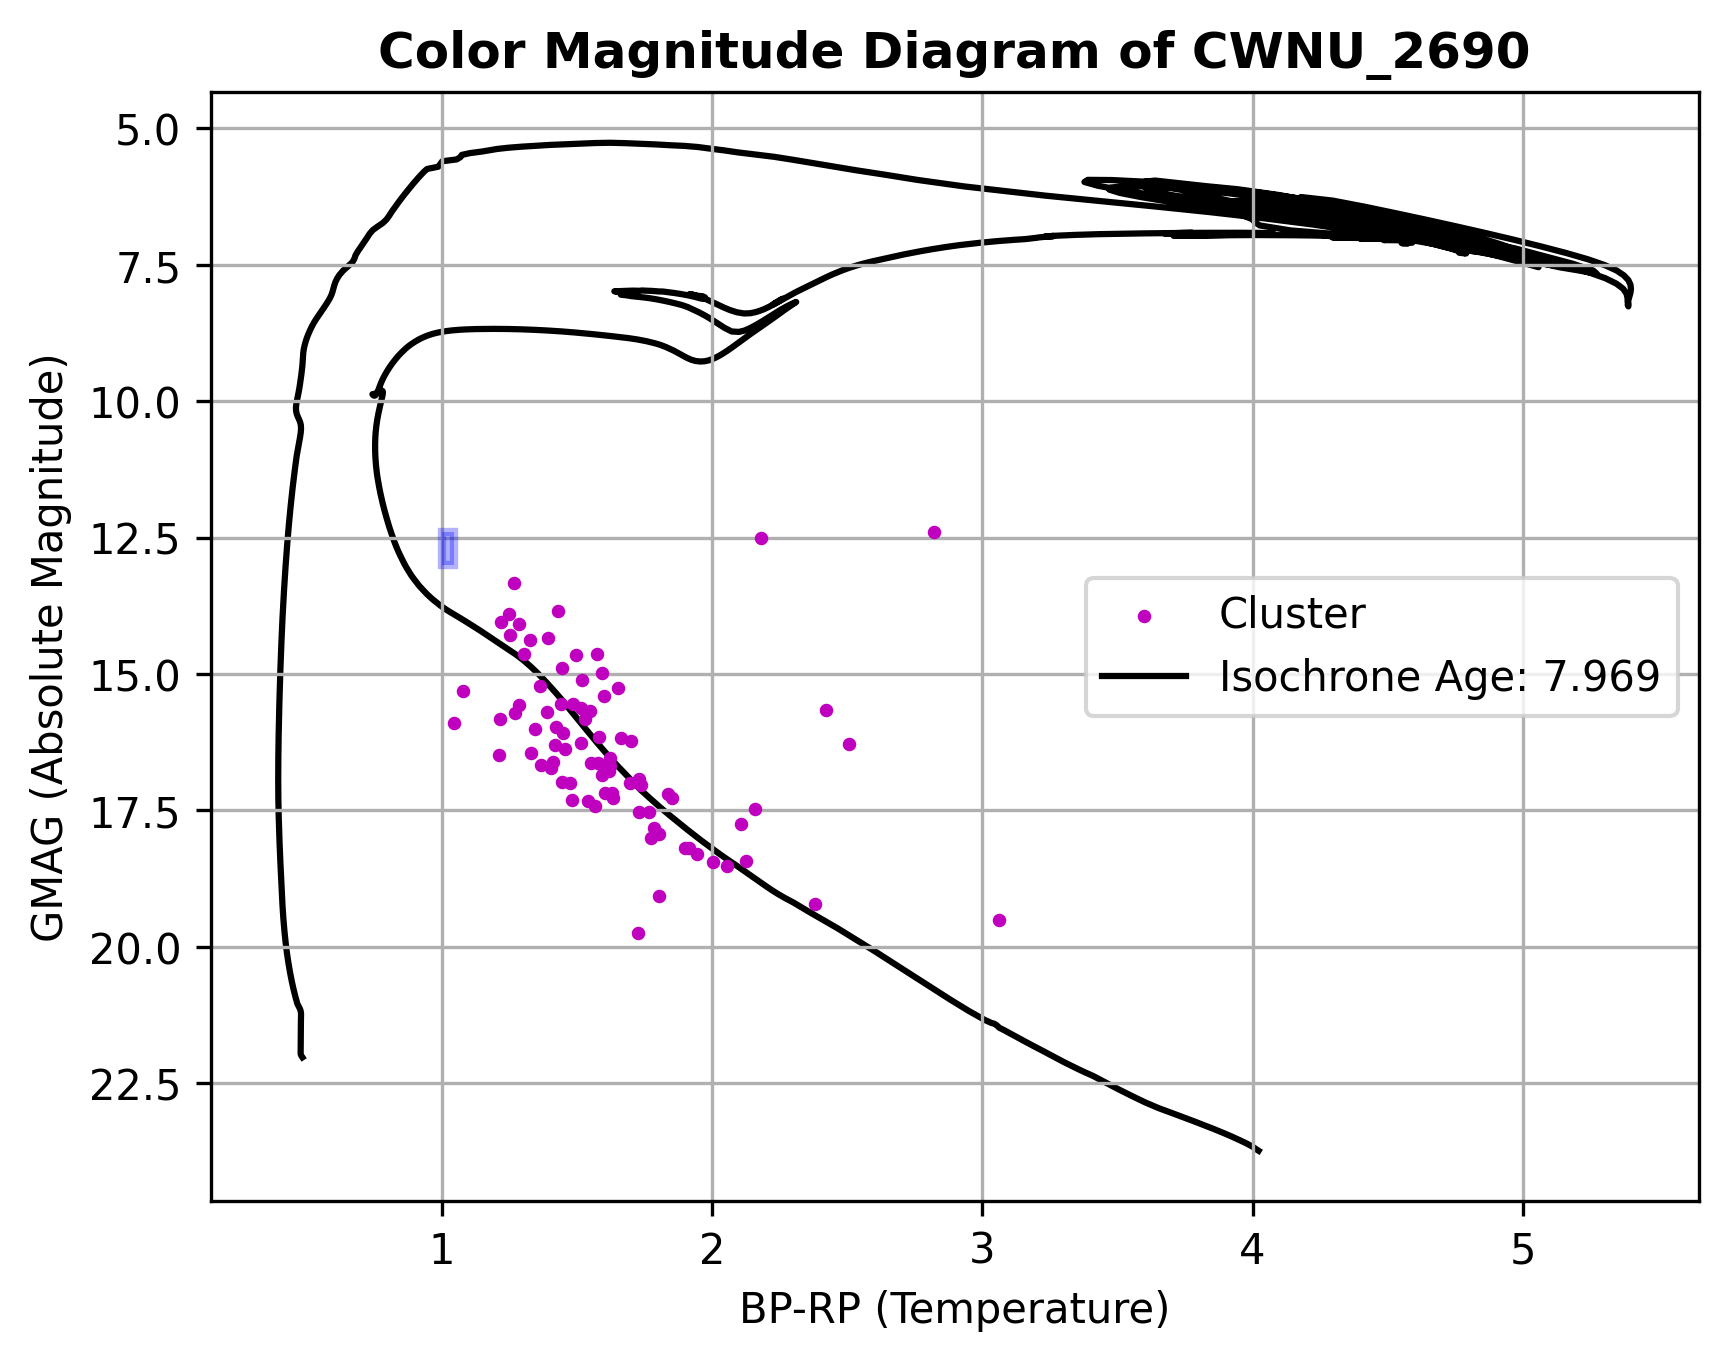 Color Magnitude Diagram of CWNU_2690
GMAG (Absolute Magnitude)
5.0
7.5
10.0
12.5
15.0
17.5
20.0
22.5
Cluster
Isochrone Age: 7.969
1 2 3 4 5
BP-RP (Temperature)